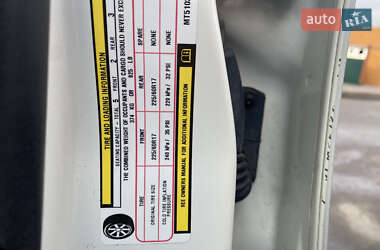 auto RIA
TIRE AND LOADING INFORMATION
SEATING CAPACITY - TOTAL 5 FRONT 2 REAR 3
THE COMBINED WEIGHT OF OCCUPANTS AND CARGO SHOULD NEVER EXC
374 KG OR 825 LB
TIRE FRONT REAR SPARE
ORIGINAL TIRE SIZE 225/60R17 225/60R17 NONE
COLD TIRE INFLATION PRESSURE 240 kPa / 35 PSI 220 kPa / 32 PSI NONE
SEE OWNERS MANUAL FOR ADDITIONAL INFORMATION
MT510